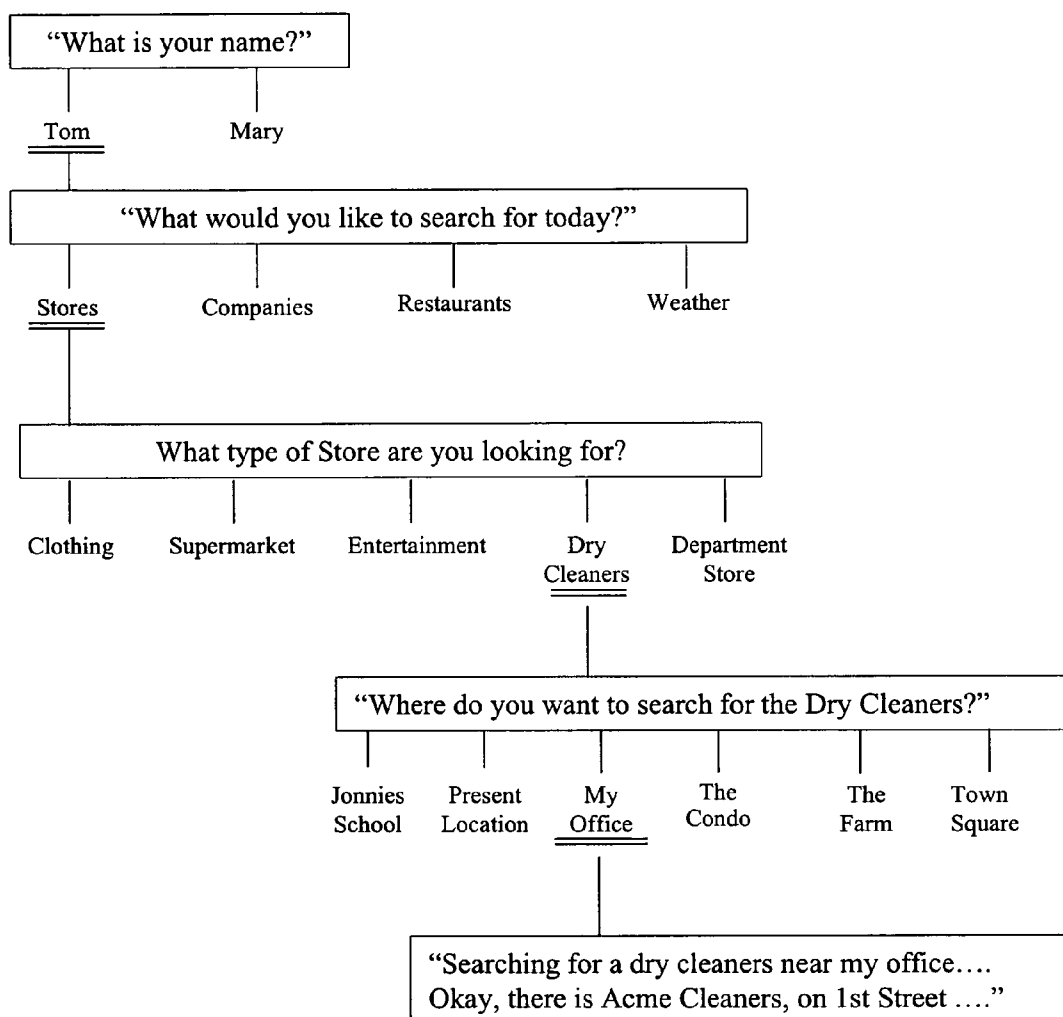 “What is your name?”
Tom Mary
“What would you like to search for today?”
Stores Companies Restaurants Weather
What type of Store are you looking for?
Clothing Supermarket Entertainment Dry Department
Cleaners Store
“Where do you want to search for the Dry Cleaners?”
Jonnies Present My The The Town
School Location Office Condo Farm Square
“Searching for a dry cleaners near my office….
Okay, there is Acme Cleaners, on 1st Street ….”